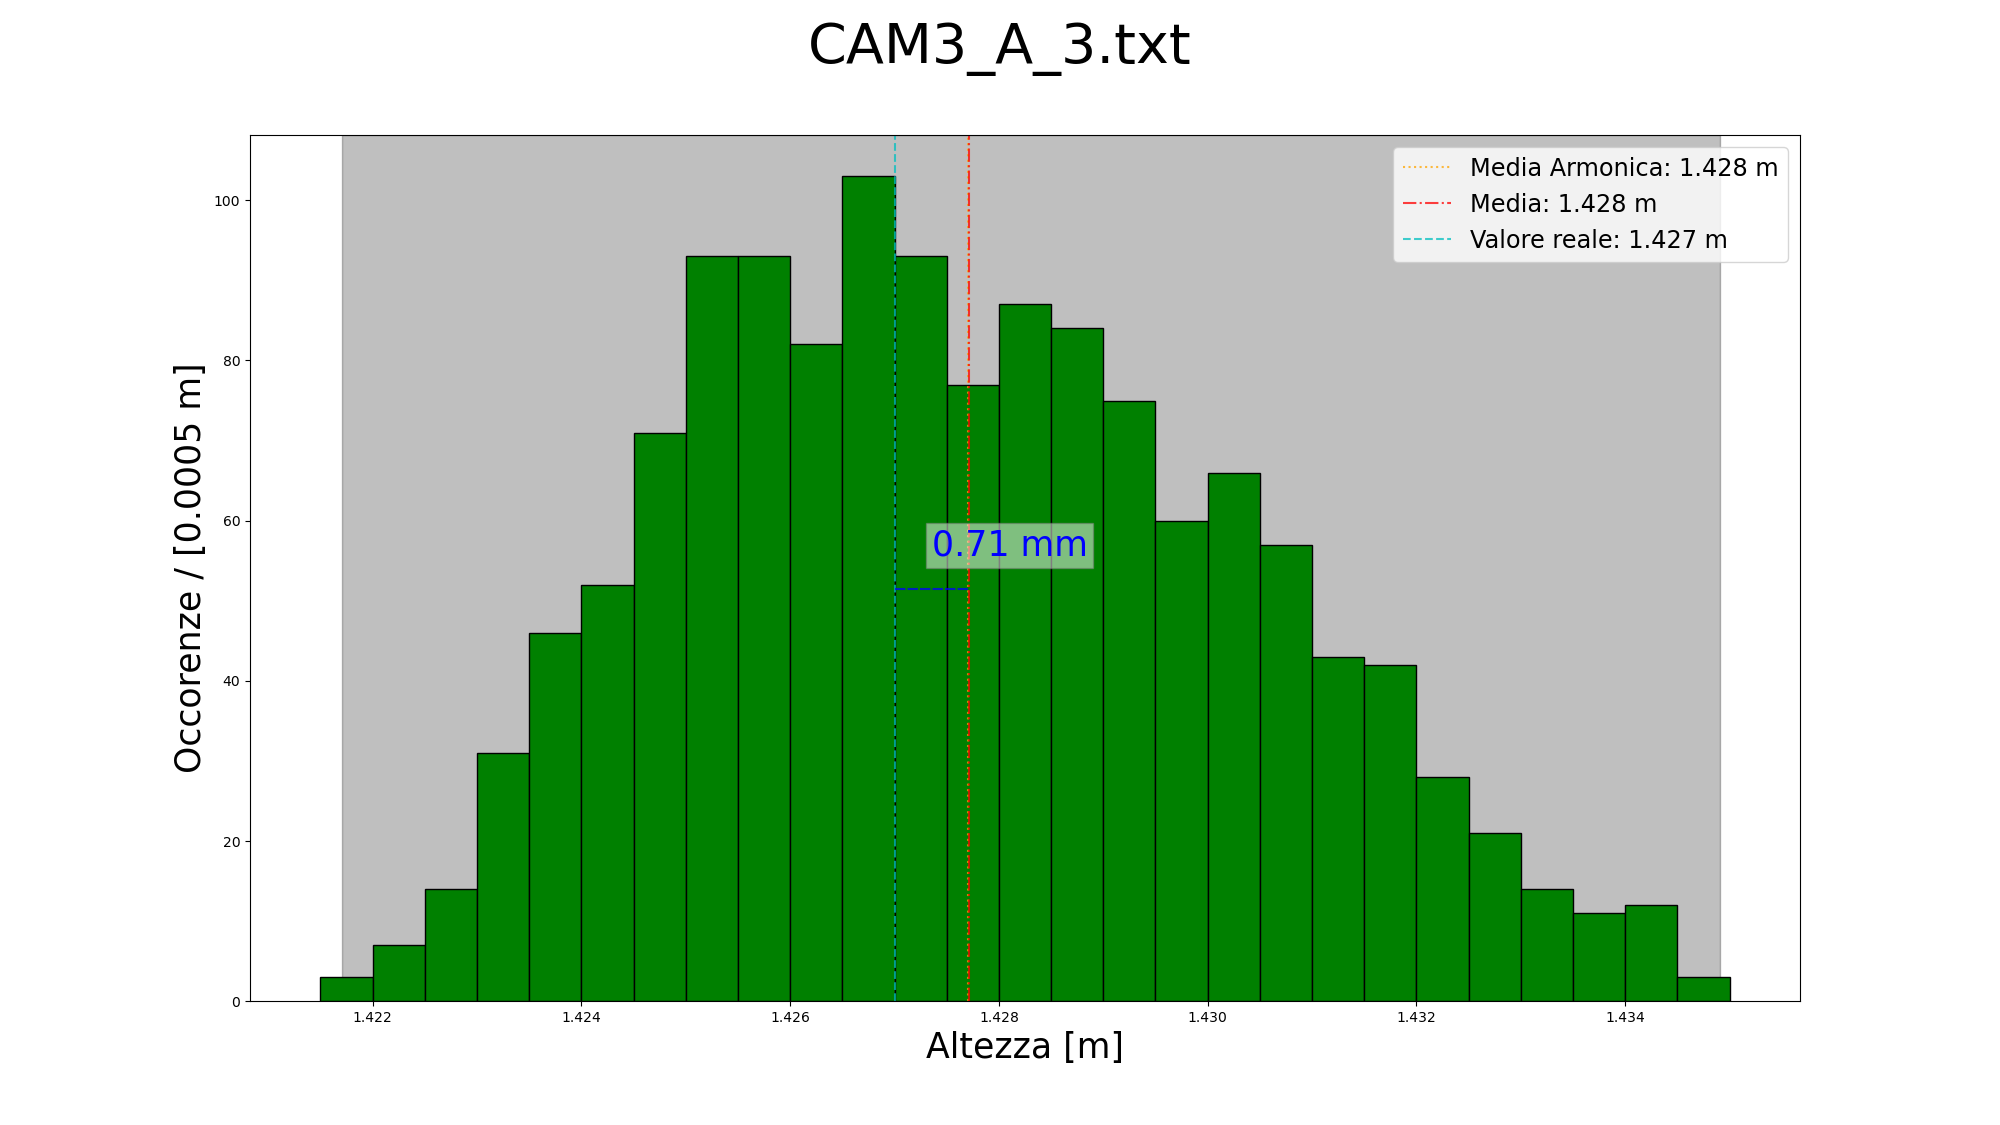 CAM3_A_3.txt
Media Armonica: 1.428 m
Media: 1.428 m
Valore reale: 1.427 m
0.71 mm
Occorenze / [0.0005 m]
100
80
60
40
20
0
1.422 1.424 1.426 1.428 1.430 1.432 1.434
Altezza [m]